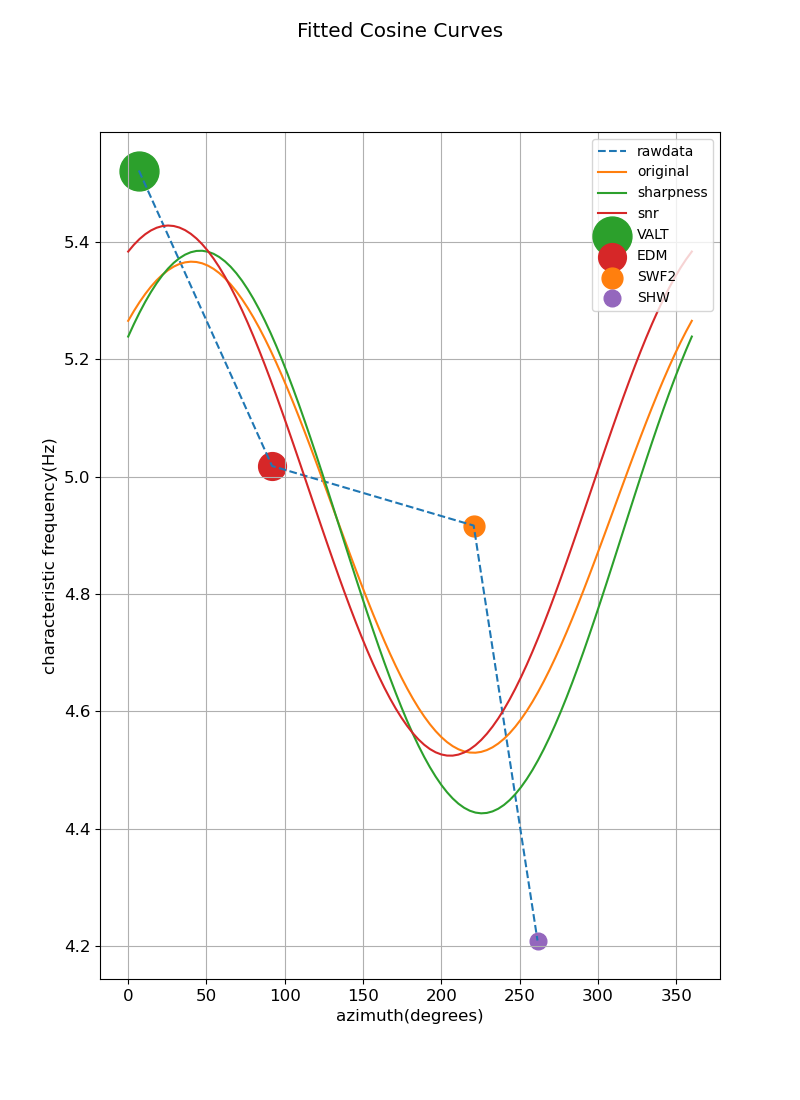 Fitted Cosine Curves
rawdata
original
sharpness
snr
VALT
EDM
SWF2
SHW
5.4
5.2
5.0
4.8
4.6
4.4
4.2
characteristic frequency(Hz)
0 50 100 150 200 250 300 350
azimuth(degrees)